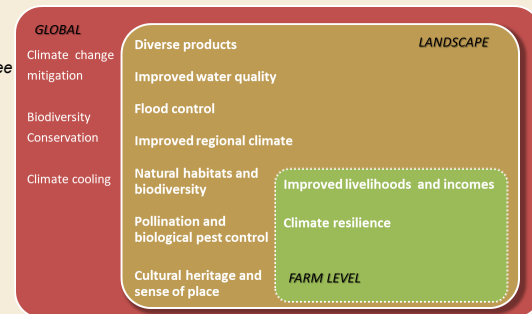 GLOBAL
Climate change
mitigation
Biodiversity
Conservation
Climate cooling
ee
LANDSCAPE
Diverse products
Improved water quality
Flood control
Improved regional climate
Natural habitats and
biodiversity
Pollination and
biological pest control
Cultural heritage and
sense of place
Improved livelihoods and incomes
Climate resilience
FARM LEVEL